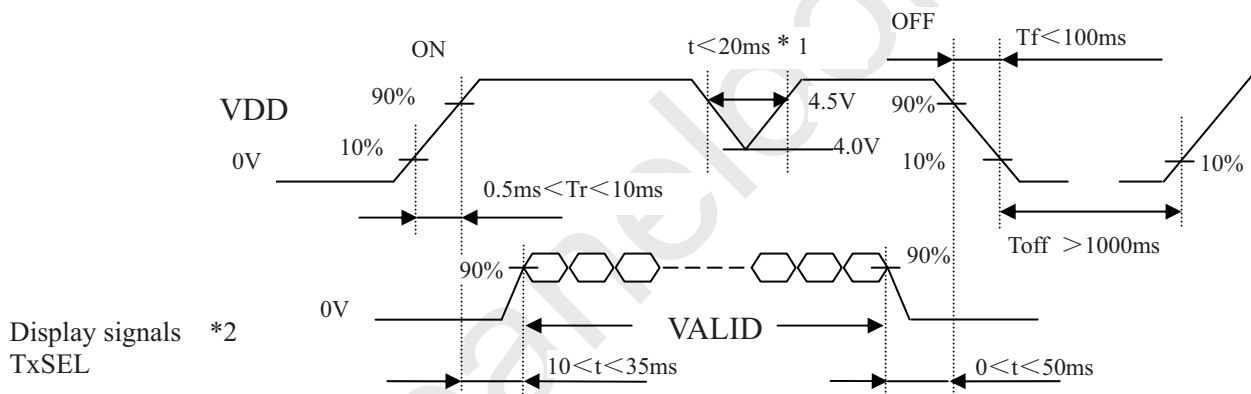 OFF
ON
t<20ms * 1
Tf<100ms
VDD
90%
4.5V
90%
0V
10%
4.0V
10%
10%
0.5ms<Tr<10ms
Toff >1000ms
90%
90%
0V
Display signals *2
VALID
TxSEL
10<t<35ms
0<t<50ms